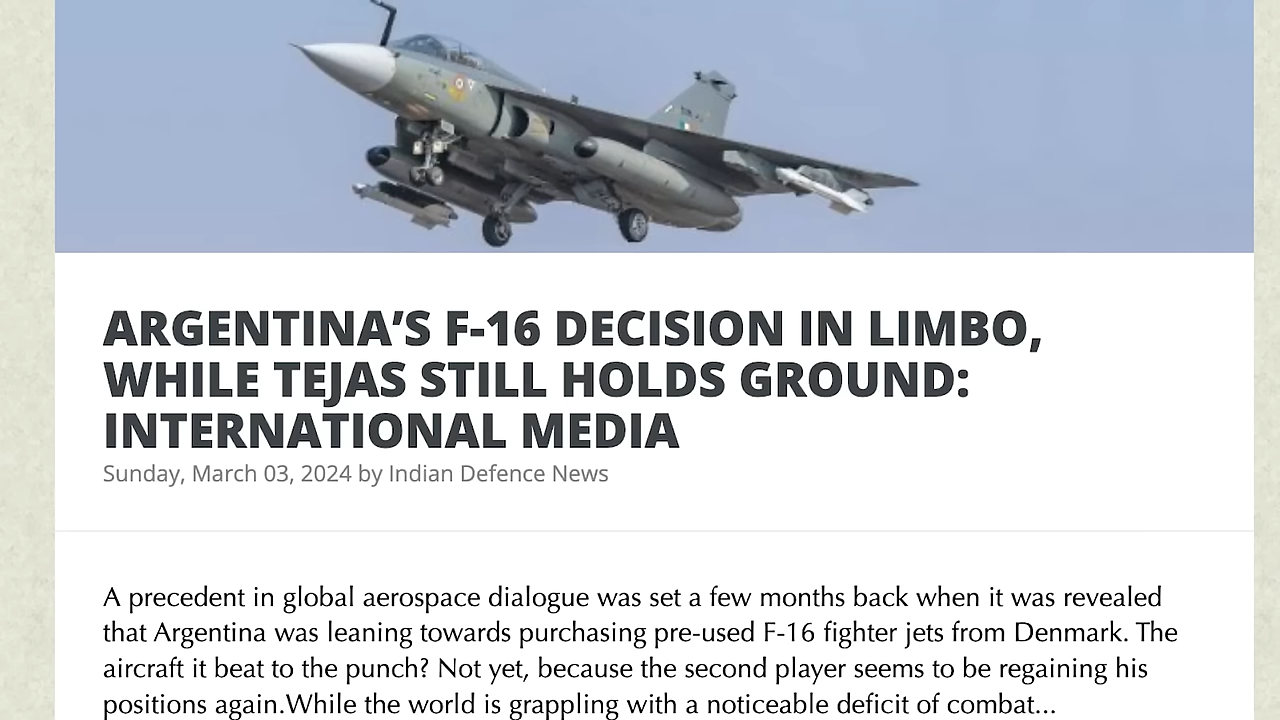 ARGENTINA’S F-16 DECISION IN LIMBO,
WHILE TEJAS STILL HOLDS GROUND:
INTERNATIONAL MEDIA
Sunday, March 03, 2024 by Indian Defence News
A precedent in global aerospace dialogue was set a few months back when it was revealed
that Argentina was leaning towards purchasing pre-used F-16 fighter jets from Denmark. The
aircraft it beat to the punch? Not yet, because the second player seems to be regaining his
positions again.While the world is grappling with a noticeable deficit of combat...